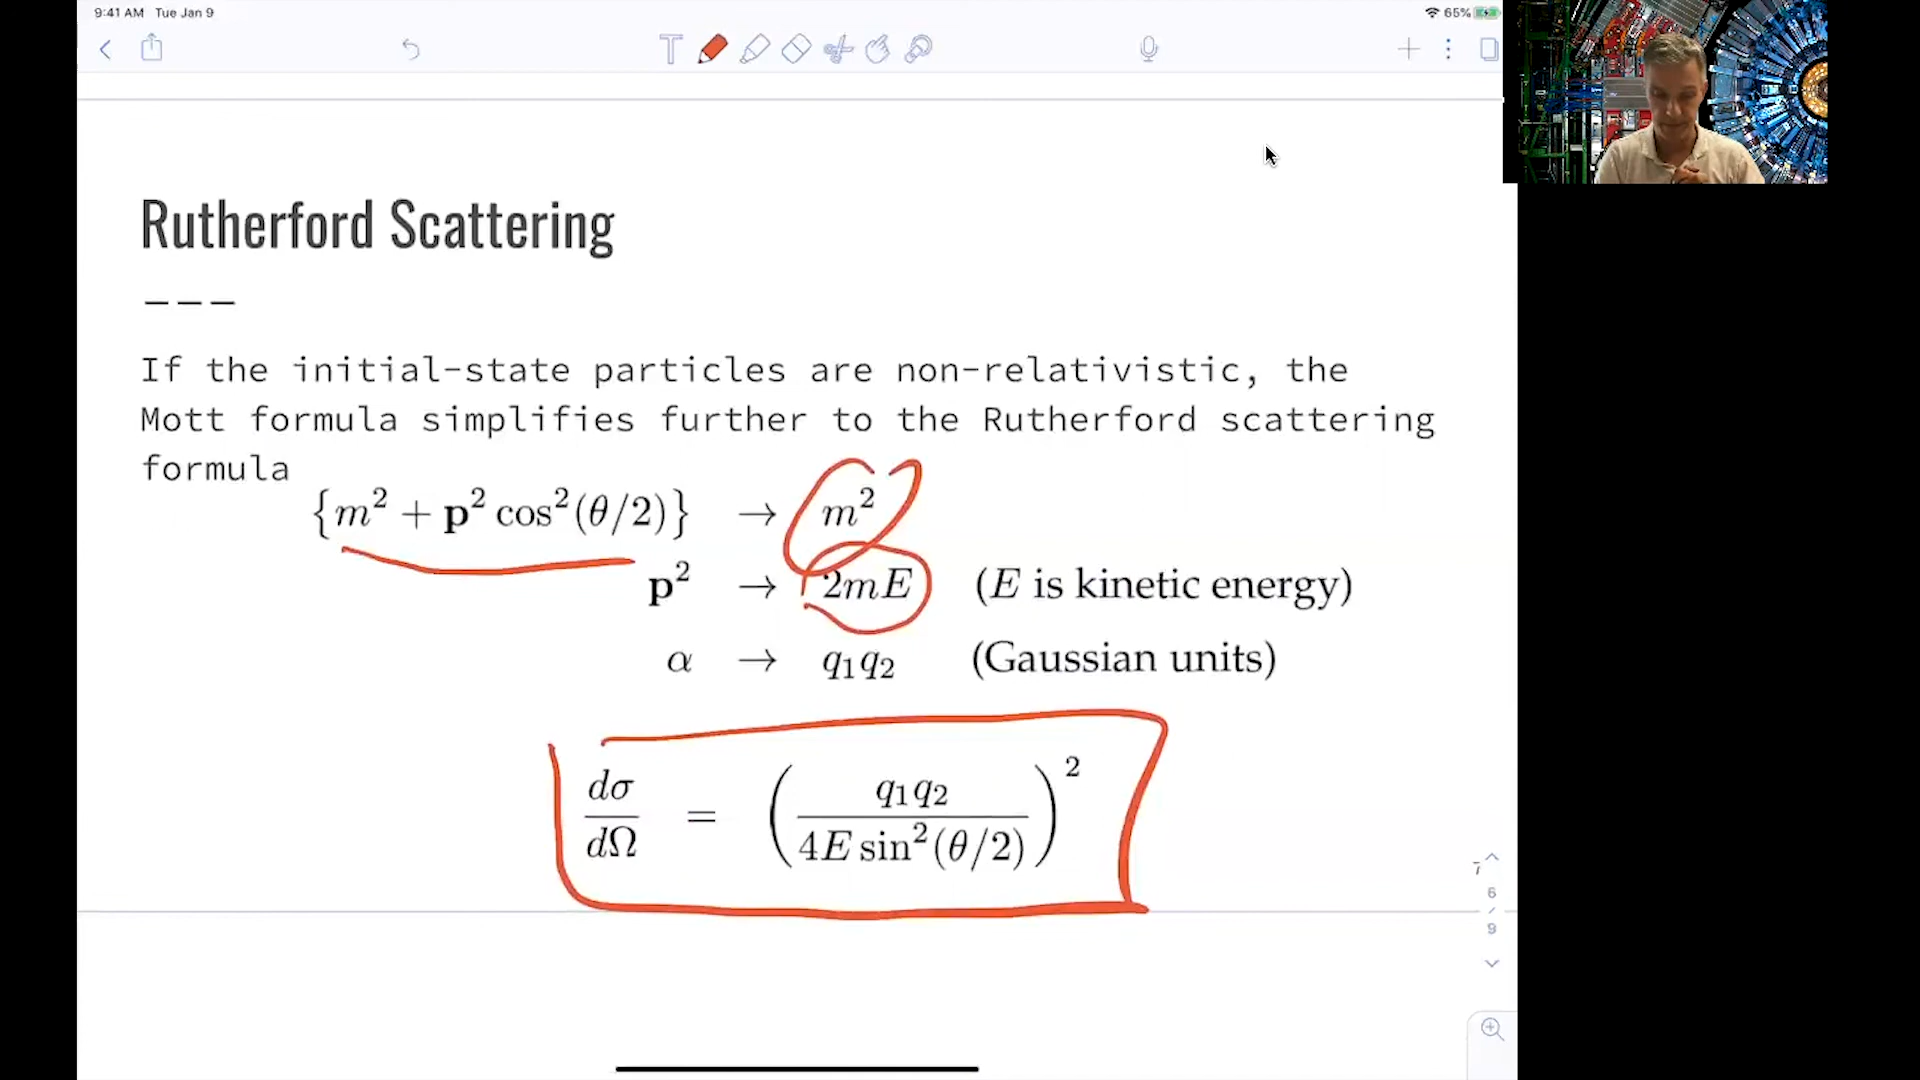 9:41 AM Tue Jan 9
65%
Rutherford Scattering
---
If the initial-state particles are non-relativistic, the
Mott formula simplifies further to the Rutherford scattering
formula
{m² + p² cos²(θ/2)} → m²
p² → 2mE (E is kinetic energy)
α → q₁q₂ (Gaussian units)
dσ/dΩ = (q₁q₂ / 4E sin²(θ/2))²
7
6
/
9